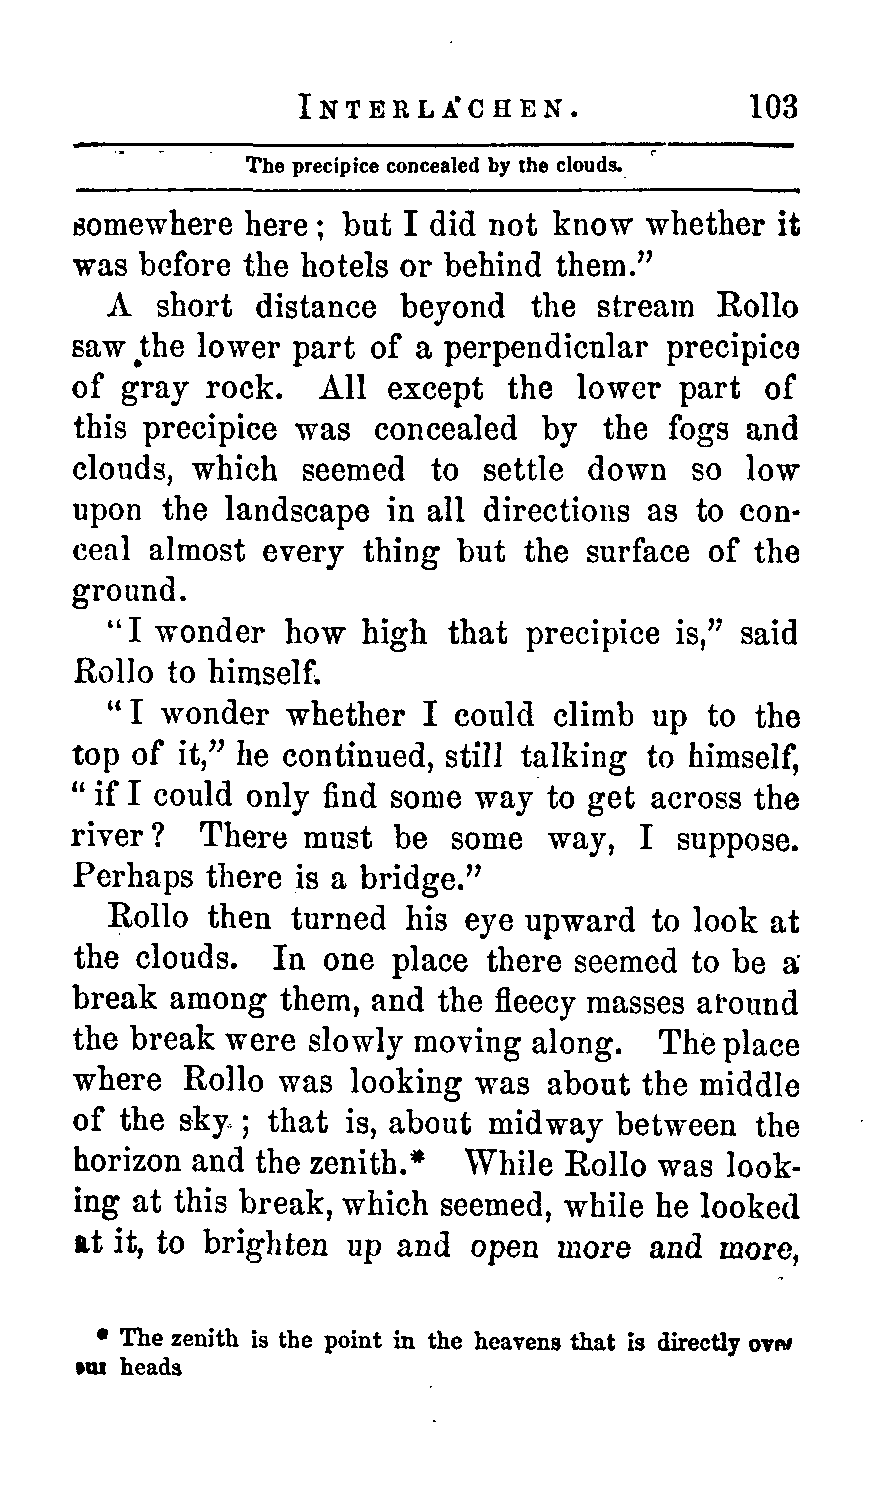 INTERLACHEN. 103
The precipice concealed by the clouds.
somewhere here; but I did not know whether it
was before the hotels or behind them.”
A short distance beyond the stream Rollo
saw the lower part of a perpendicular precipice
of gray rock. All except the lower part of
this precipice was concealed by the fogs and
clouds, which seemed to settle down so low
upon the landscape in all directions as to con-
ceal almost every thing but the surface of the
ground.
“I wonder how high that precipice is,” said
Rollo to himself.
“I wonder whether I could climb up to the
top of it,” he continued, still talking to himself,
“if I could only find some way to get across the
river? There must be some way, I suppose.
Perhaps there is a bridge.”
Rollo then turned his eye upward to look at
the clouds. In one place there seemed to be a
break among them, and the fleecy masses around
the break were slowly moving along. The place
where Rollo was looking was about the middle
of the sky; that is, about midway between the
horizon and the zenith.* While Rollo was look-
ing at this break, which seemed, while he looked
at it, to brighten up and open more and more,
* The zenith is the point in the heavens that is directly over
our heads